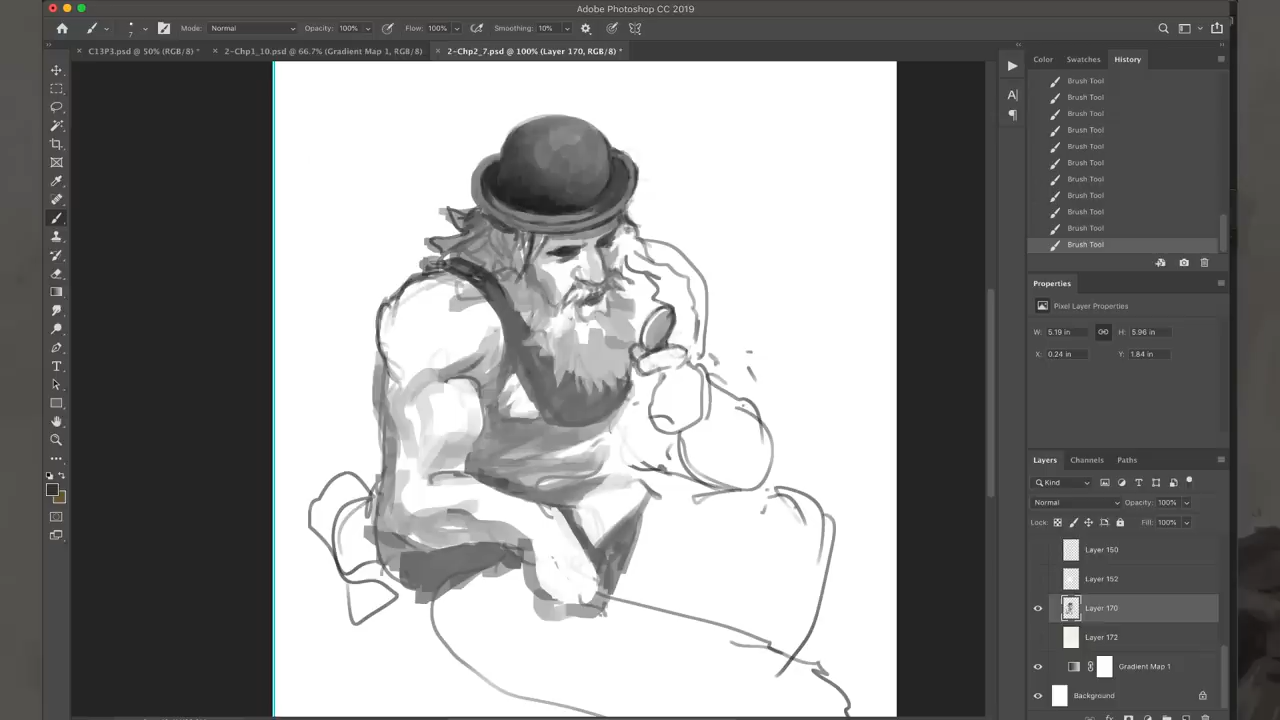 Adobe Photoshop CC 2019
7 Mode: Normal Opacity: 100% Flow: 100% Smoothing: 10%
× C13P3.psd @ 50% (RGB/8) * × 2-Chp1_10.psd @ 66.7% (Gradient Map 1, RGB/8) × 2-Chp2_7.psd @ 100% (Layer 170, RGB/8) *
Color Swatches History
Brush Tool
Brush Tool
Brush Tool
Brush Tool
Brush Tool
Brush Tool
Brush Tool
Brush Tool
Brush Tool
Brush Tool
Brush Tool
Properties
Pixel Layer Properties
W: 5.19 in H: 5.96 in
X: 0.24 in Y: 1.84 in
Layers Channels Paths
Kind
Normal Opacity: 100%
Lock: Fill: 100%
Layer 150
Layer 152
Layer 170
Layer 172
Gradient Map 1
Background